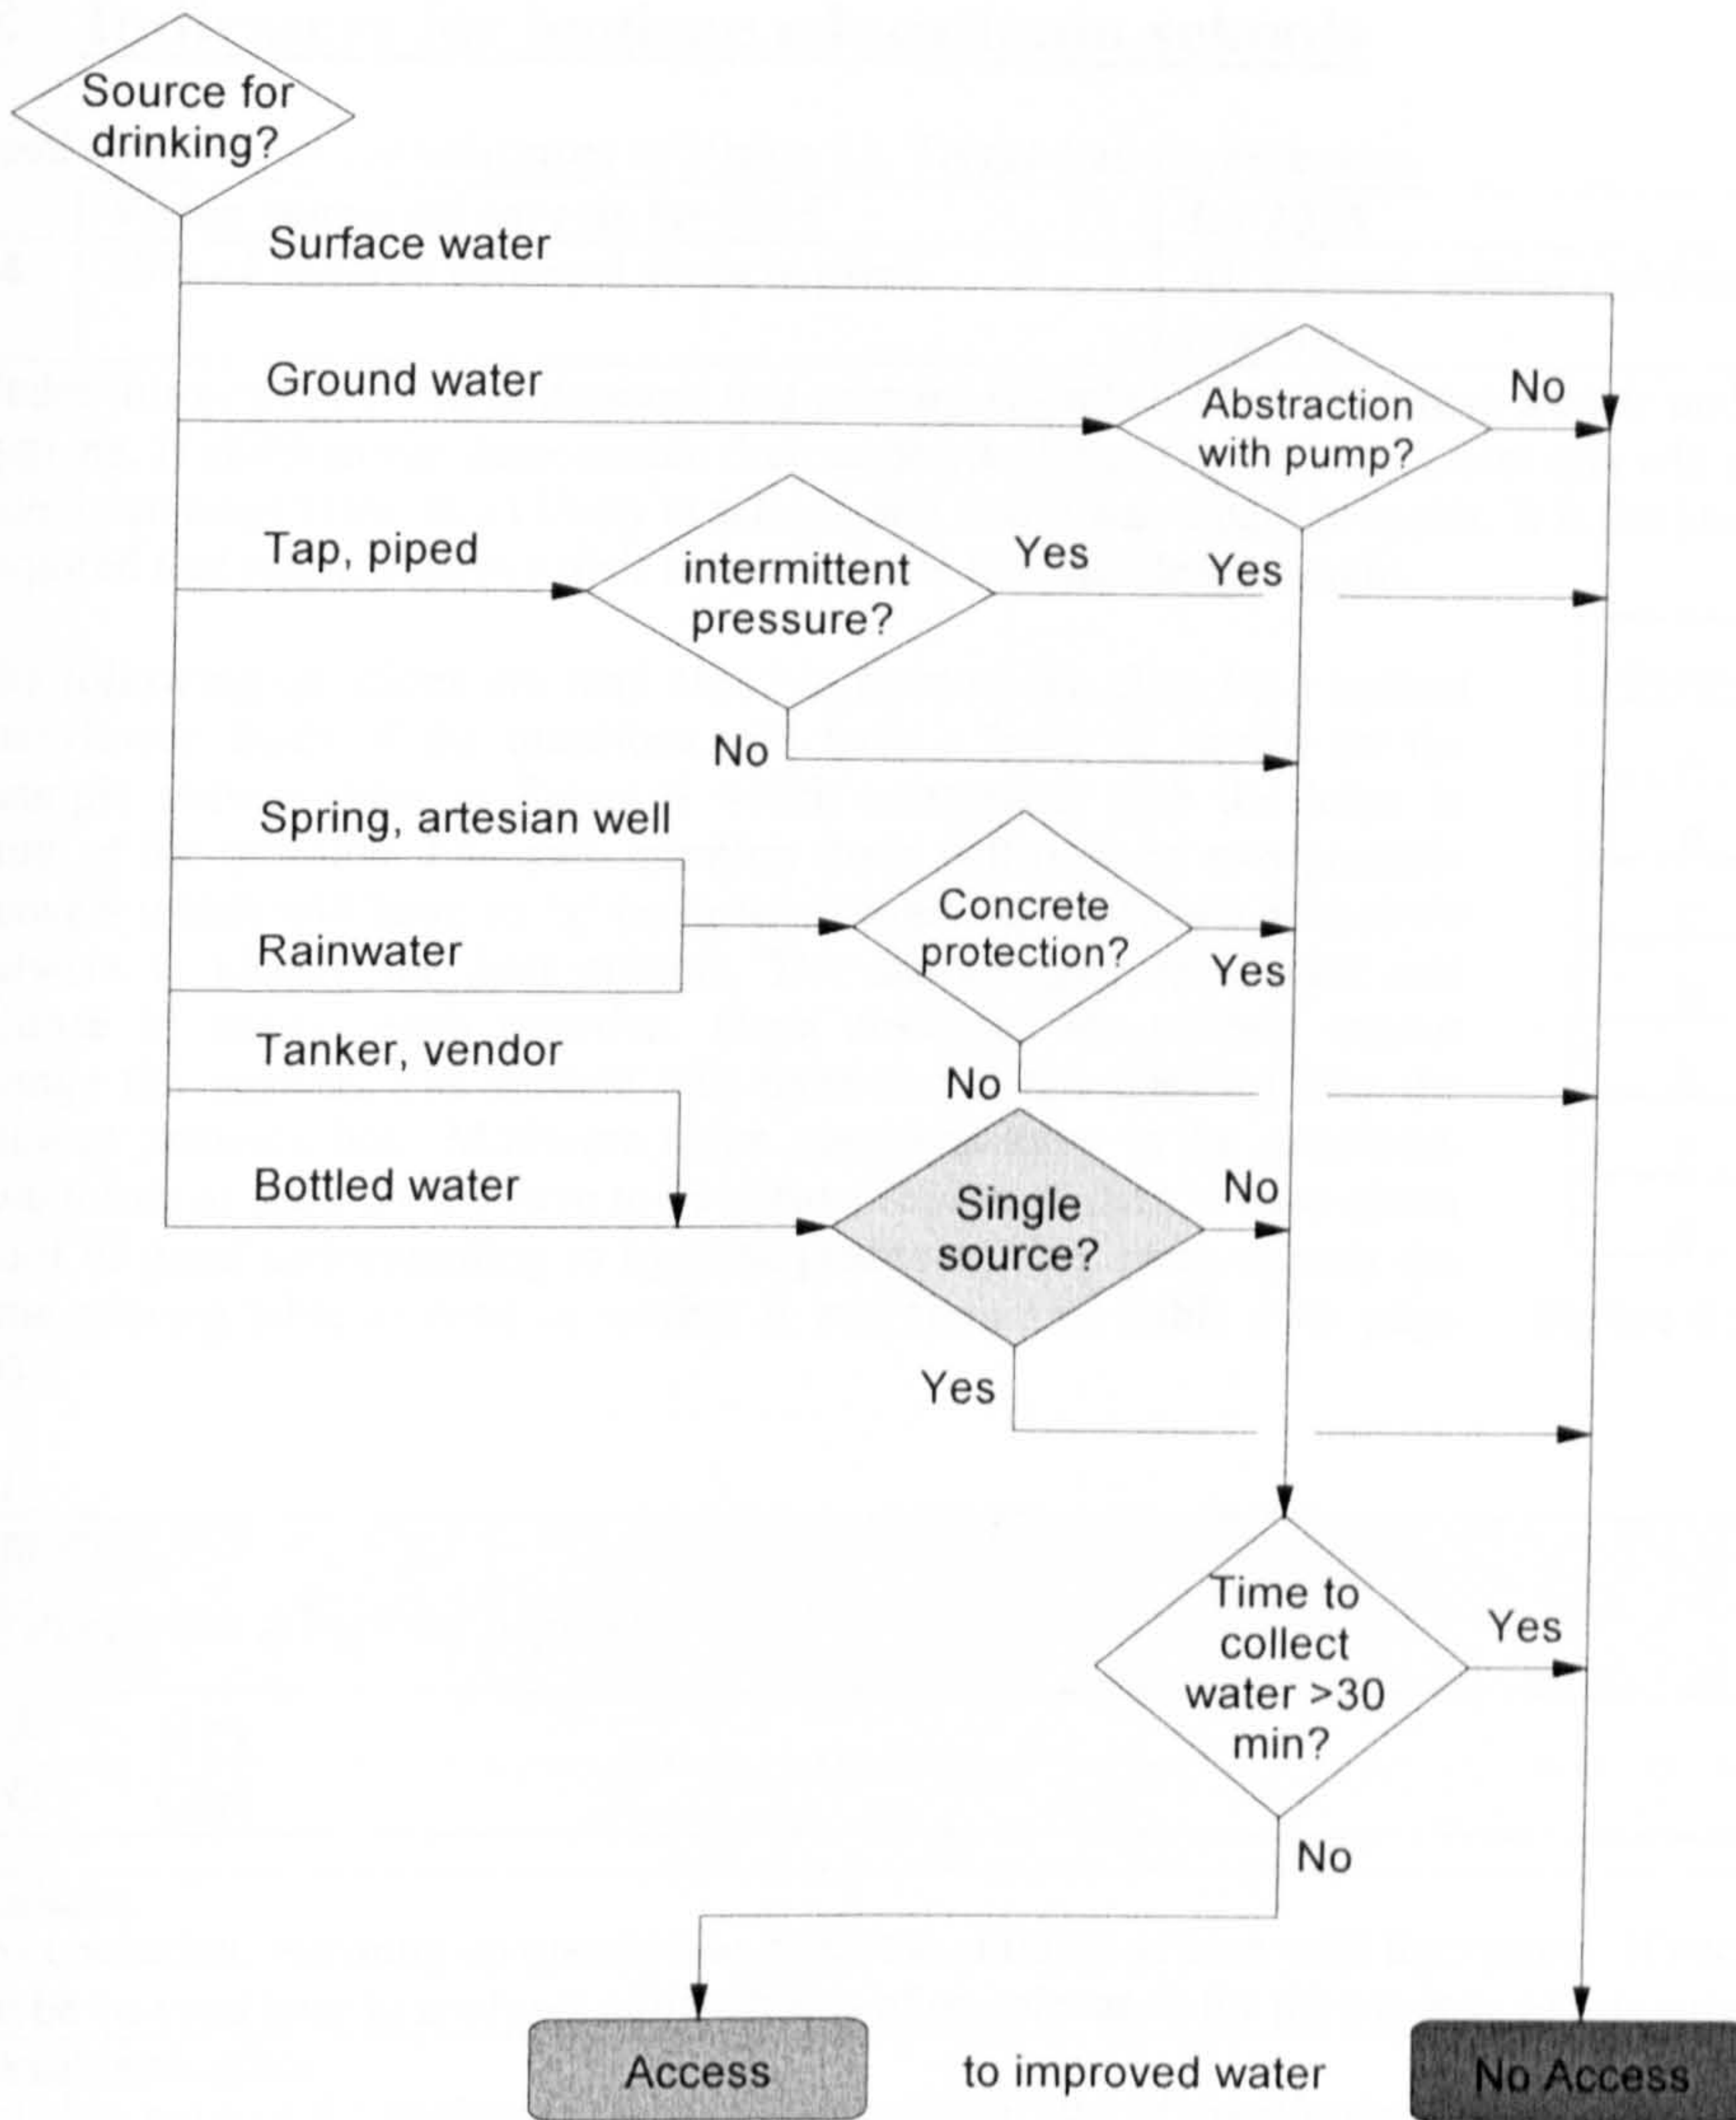 Source for
drinking?
Surface water
Ground water
Abstraction
with pump?
No
Yes
Tap, piped
intermittent
pressure?
Yes
No
Spring, artesian well
Rainwater
Concrete
protection?
Yes
No
Tanker, vendor
Bottled water
Single
source?
No
Yes
Time to
collect
water >30
min?
Yes
No
Access
to improved water
No Access